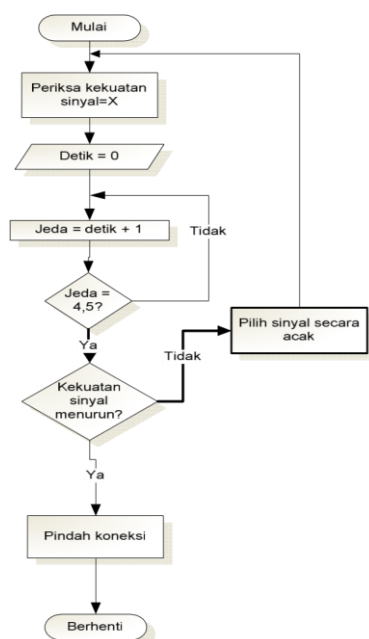 Mulai
Periksa kekuatan
sinyal=X
Detik = 0
Jeda = detik + 1
Tidak
Jeda =
4,5?
Ya
Kekuatan
sinyal
menurun?
Tidak
Pilih sinyal secara
acak
Ya
Pindah koneksi
Berhenti